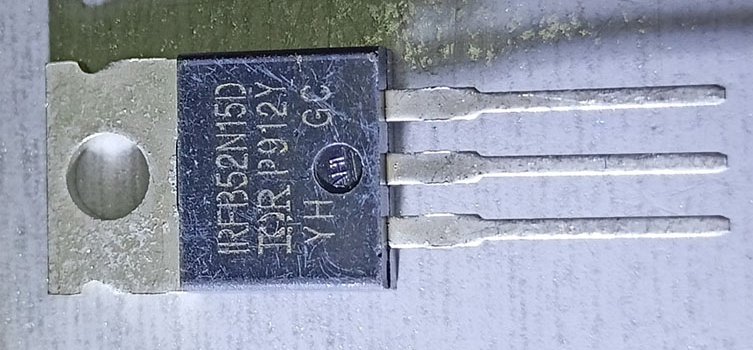 IRFB52N15D
IOR P912Y
YH GC